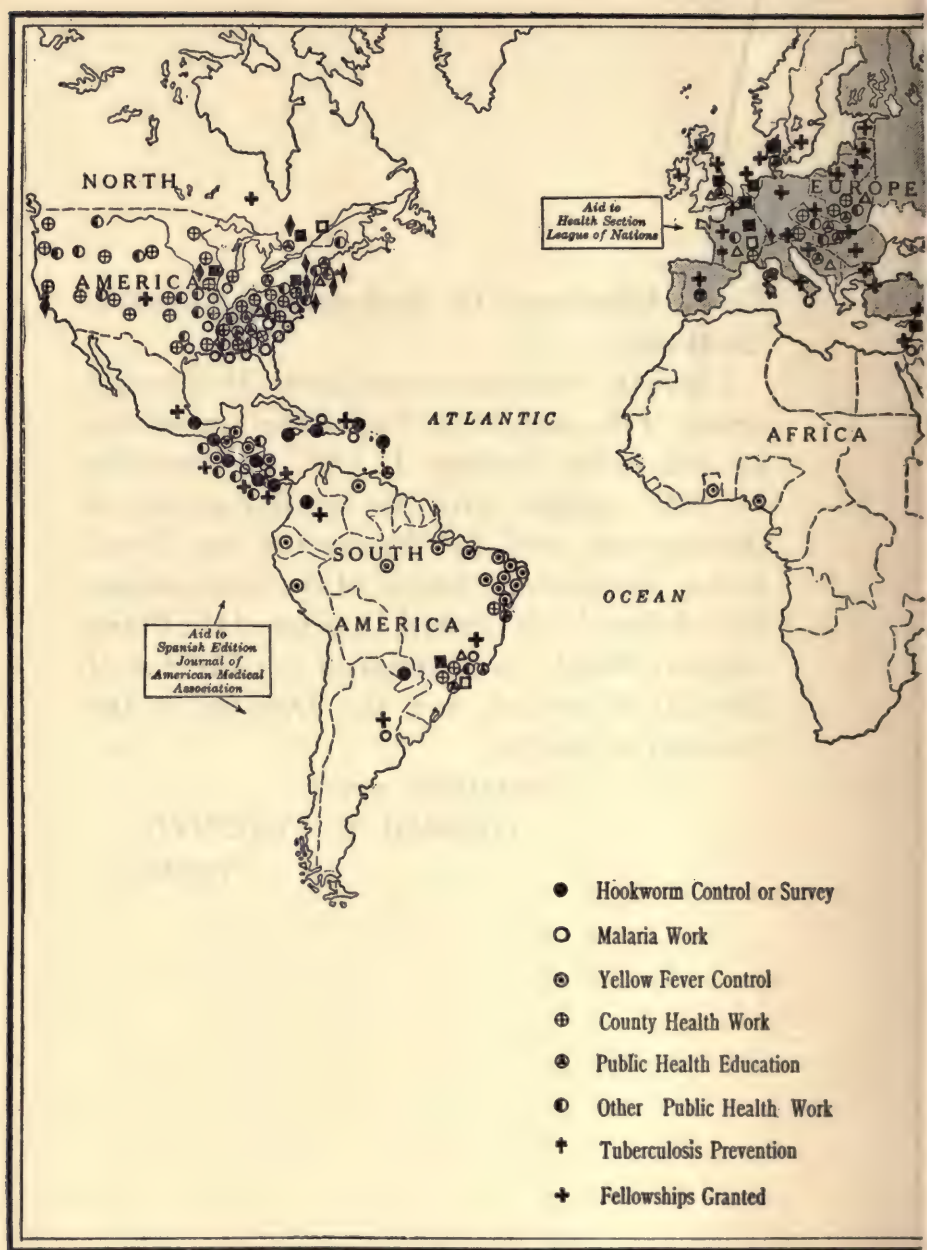 NORTH
AMERICA
EUROPE
Aid to
Health Section
League of Nations
ATLANTIC
AFRICA
SOUTH
AMERICA
OCEAN
Aid to
Spanish Edition
Journal of
American Medical
Association
Hookworm Control or Survey
Malaria Work
Yellow Fever Control
County Health Work
Public Health Education
Other Public Health Work
Tuberculosis Prevention
Fellowships Granted